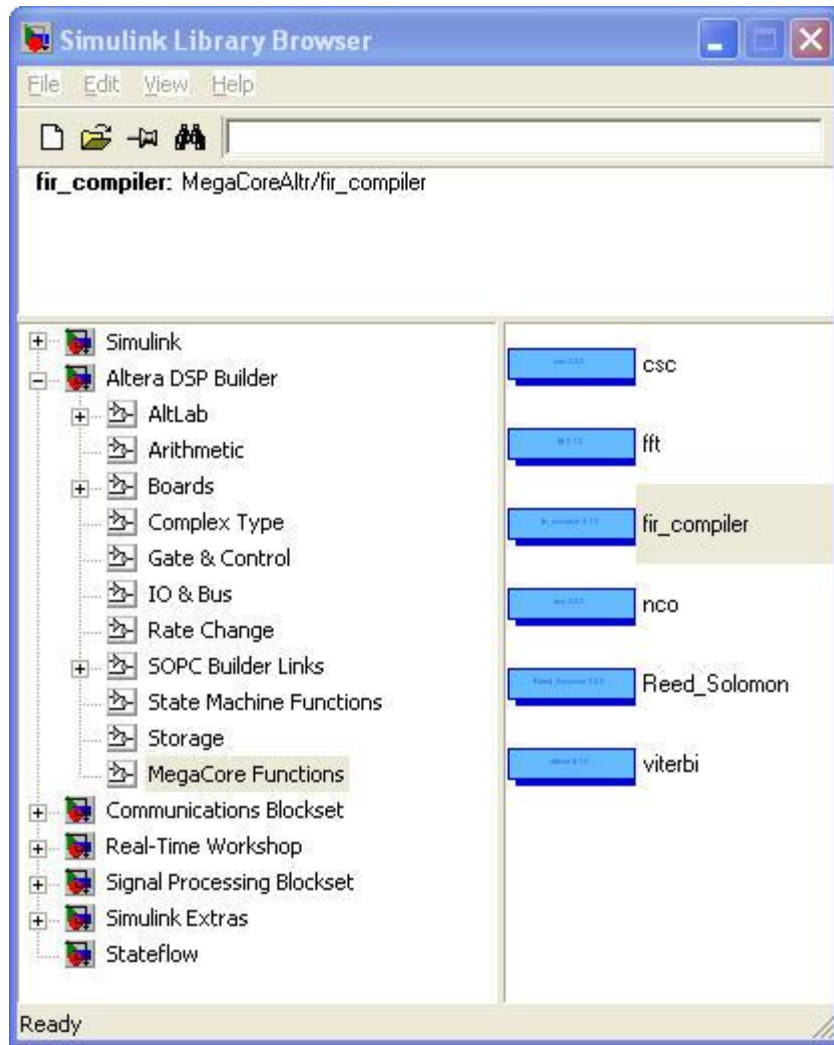 Simulink Library Browser
File Edit View Help
fir_compiler: MegaCoreAltr/fir_compiler
Simulink
Altera DSP Builder
AltLab
Arithmetic
Boards
Complex Type
Gate & Control
IO & Bus
Rate Change
SOPC Builder Links
State Machine Functions
Storage
MegaCore Functions
Communications Blockset
Real-Time Workshop
Signal Processing Blockset
Simulink Extras
Stateflow
csc
fft
fir_compiler
nco
Reed_Solomon
viterbi
Ready